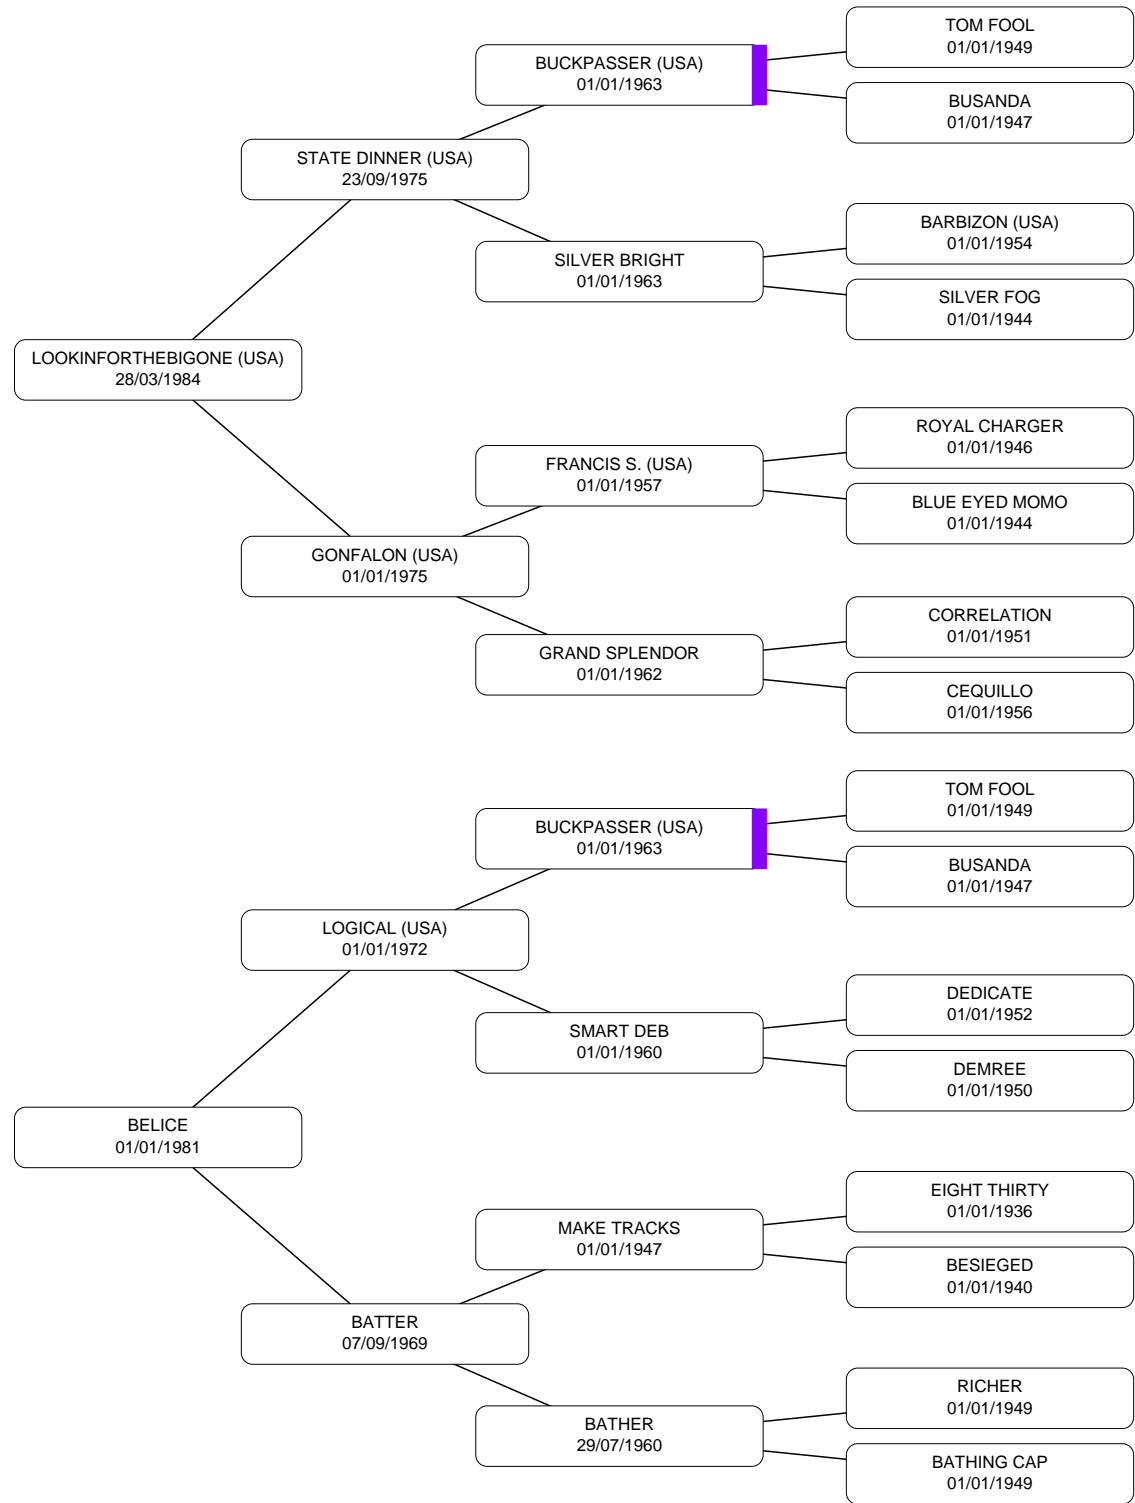 TOM FOOL
01/01/1949
BUCKPASSER (USA)
01/01/1963
BUSANDA
01/01/1947
STATE DINNER (USA)
23/09/1975
BARBIZON (USA)
01/01/1954
SILVER BRIGHT
01/01/1963
SILVER FOG
01/01/1944
LOOKINFORTHEBIGONE (USA)
28/03/1984
ROYAL CHARGER
01/01/1946
FRANCIS S. (USA)
01/01/1957
BLUE EYED MOMO
01/01/1944
GONFALON (USA)
01/01/1975
CORRELATION
01/01/1951
GRAND SPLENDOR
01/01/1962
CEQUILLO
01/01/1956
TOM FOOL
01/01/1949
BUCKPASSER (USA)
01/01/1963
BUSANDA
01/01/1947
LOGICAL (USA)
01/01/1972
DEDICATE
01/01/1952
SMART DEB
01/01/1960
DEMREE
01/01/1950
BELICE
01/01/1981
EIGHT THIRTY
01/01/1936
MAKE TRACKS
01/01/1947
BESIEGED
01/01/1940
BATTER
07/09/1969
RICHER
01/01/1949
BATHER
29/07/1960
BATHING CAP
01/01/1949